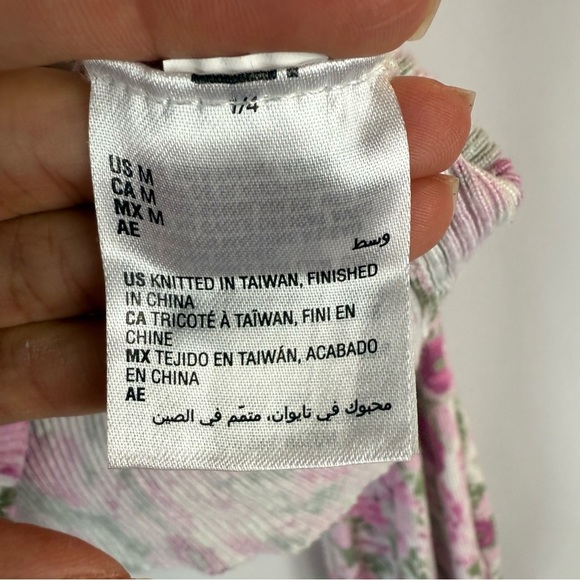 1/4
US M
CA M
MX M
AE
وسط
US KNITTED IN TAIWAN, FINISHED
IN CHINA
CA TRICOTÉ À TAÏWAN, FINI EN
CHINE
MX TEJIDO EN TAIWÁN, ACABADO
EN CHINA
AE
محبوك في تايوان، متمّم في الصين